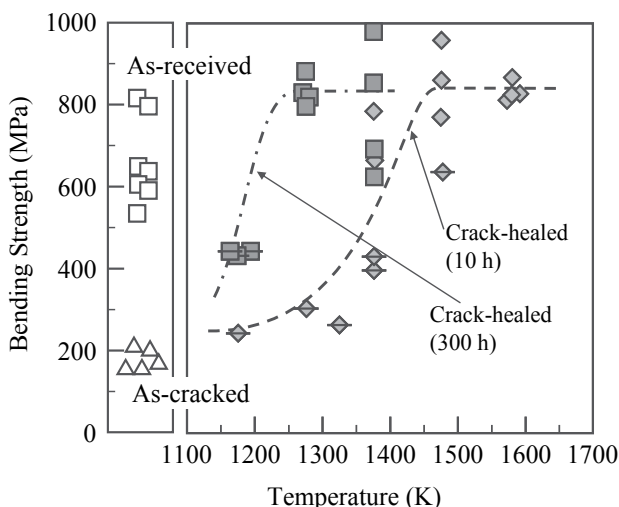 1000
800
600
400
200
0
Bending Strength (MPa)
As-received
As-cracked
Crack-healed
(10 h)
Crack-healed
(300 h)
1100 1200 1300 1400 1500 1600 1700
Temperature (K)